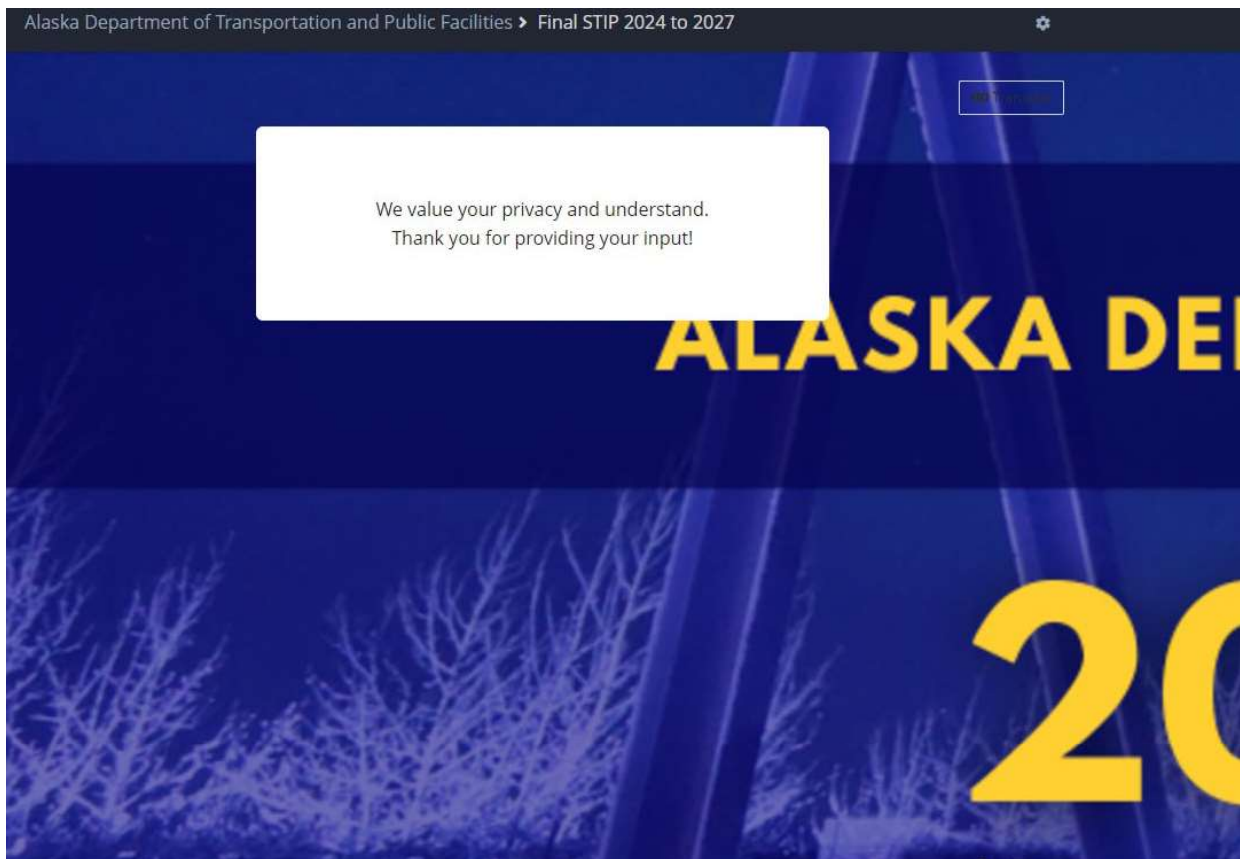 Alaska Department of Transportation and Public Facilities > Final STIP 2024 to 2027
We value your privacy and understand.
Thank you for providing your input!
ALASKA DE
20